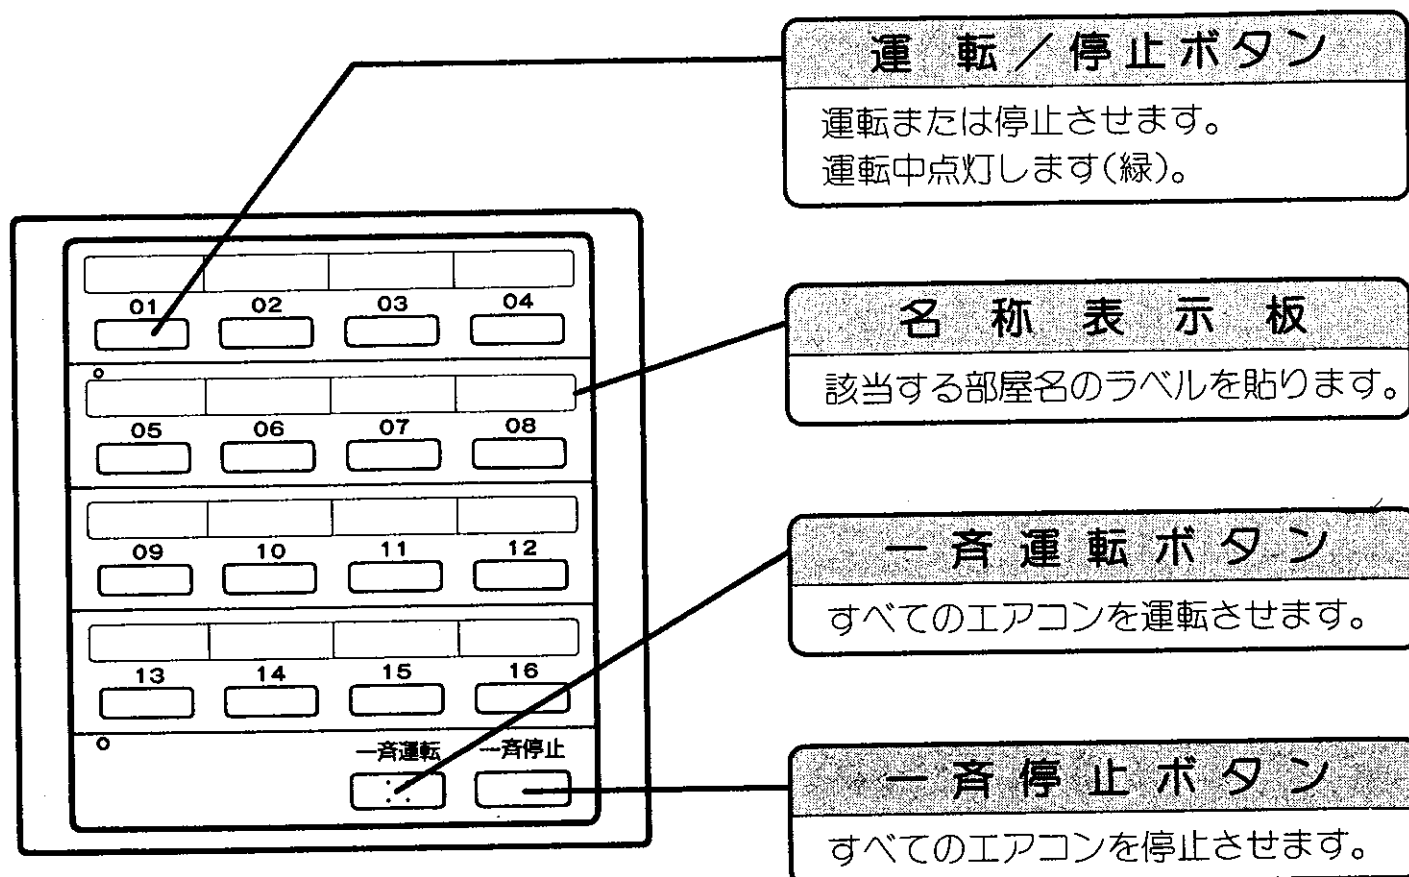 運転／停止ボタン
運転または停止させます。
運転中点灯します(緑)。
01 02 03 04
名称表示板
該当する部屋名のラベルを貼ります。
05 06 07 08
09 10 11 12
一斉運転ボタン
すべてのエアコンを運転させます。
13 14 15 16
一斉運転 一斉停止
一斉停止ボタン
すべてのエアコンを停止させます。